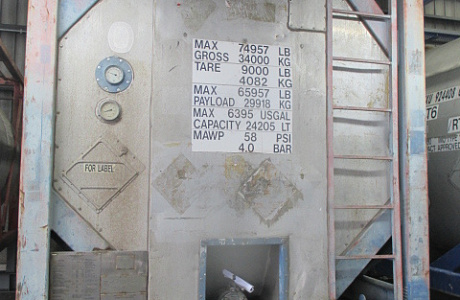 MAX 74957 LB
GROSS 34000 KG
TARE 9000 LB
4082 KG
MAX 65957 LB
PAYLOAD 29918 KG
MAX 6395 USGAL
CAPACITY 24205 LT
MAWP 58 PSI
4.0 BAR
FOR LABEL
T6